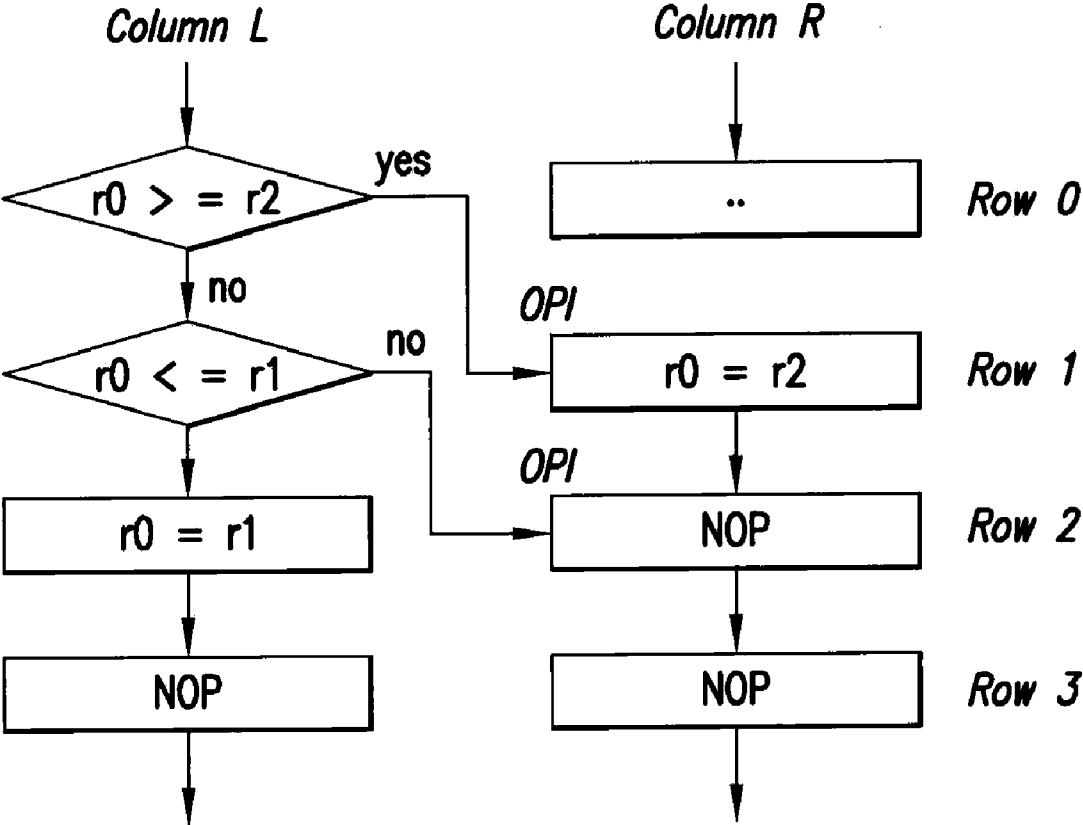 Column L
Column R
yes
r0 > = r2
..
Row 0
no
OPI
no
r0 < = r1
r0 = r2
Row 1
OPI
r0 = r1
NOP
Row 2
NOP
NOP
Row 3